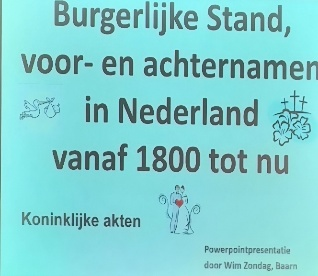 Burgerlijke Stand,
voor- en achternamen
in Nederland
vanaf 1800 tot nu
Koninklijke akten
Powerpointpresentatie
door Wim Zondag, Baarn